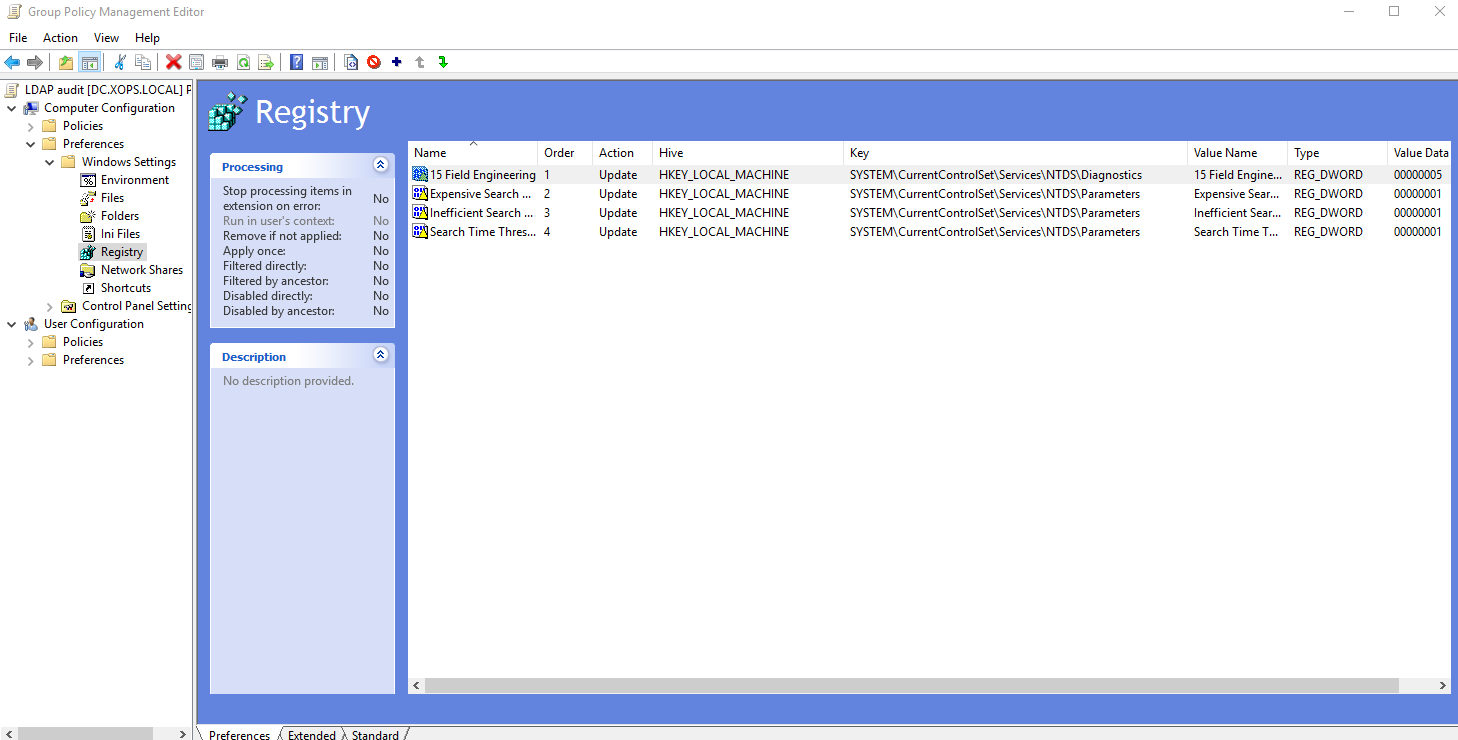 Group Policy Management Editor
File Action View Help
LDAP audit [DC.XOPS.LOCAL] P
Computer Configuration
Policies
Preferences
Windows Settings
Environment
Files
Folders
Ini Files
Registry
Network Shares
Shortcuts
Control Panel Setting
User Configuration
Policies
Preferences
Registry
Processing
Stop processing items in
extension on error: No
Run in user's context: No
Remove if not applied: No
Apply once: No
Filtered directly: No
Filtered by ancestor: No
Disabled directly: No
Disabled by ancestor: No
Description
No description provided.
Name Order Action Hive Key Value Name Type Value Data
15 Field Engineering 1 Update HKEY_LOCAL_MACHINE SYSTEM\CurrentControlSet\Services\NTDS\Diagnostics 15 Field Engine... REG_DWORD 00000005
Expensive Search ... 2 Update HKEY_LOCAL_MACHINE SYSTEM\CurrentControlSet\Services\NTDS\Parameters Expensive Sear... REG_DWORD 00000001
Inefficient Search ... 3 Update HKEY_LOCAL_MACHINE SYSTEM\CurrentControlSet\Services\NTDS\Parameters Inefficient Sear... REG_DWORD 00000001
Search Time Thres... 4 Update HKEY_LOCAL_MACHINE SYSTEM\CurrentControlSet\Services\NTDS\Parameters Search Time T... REG_DWORD 00000001
Preferences Extended Standard